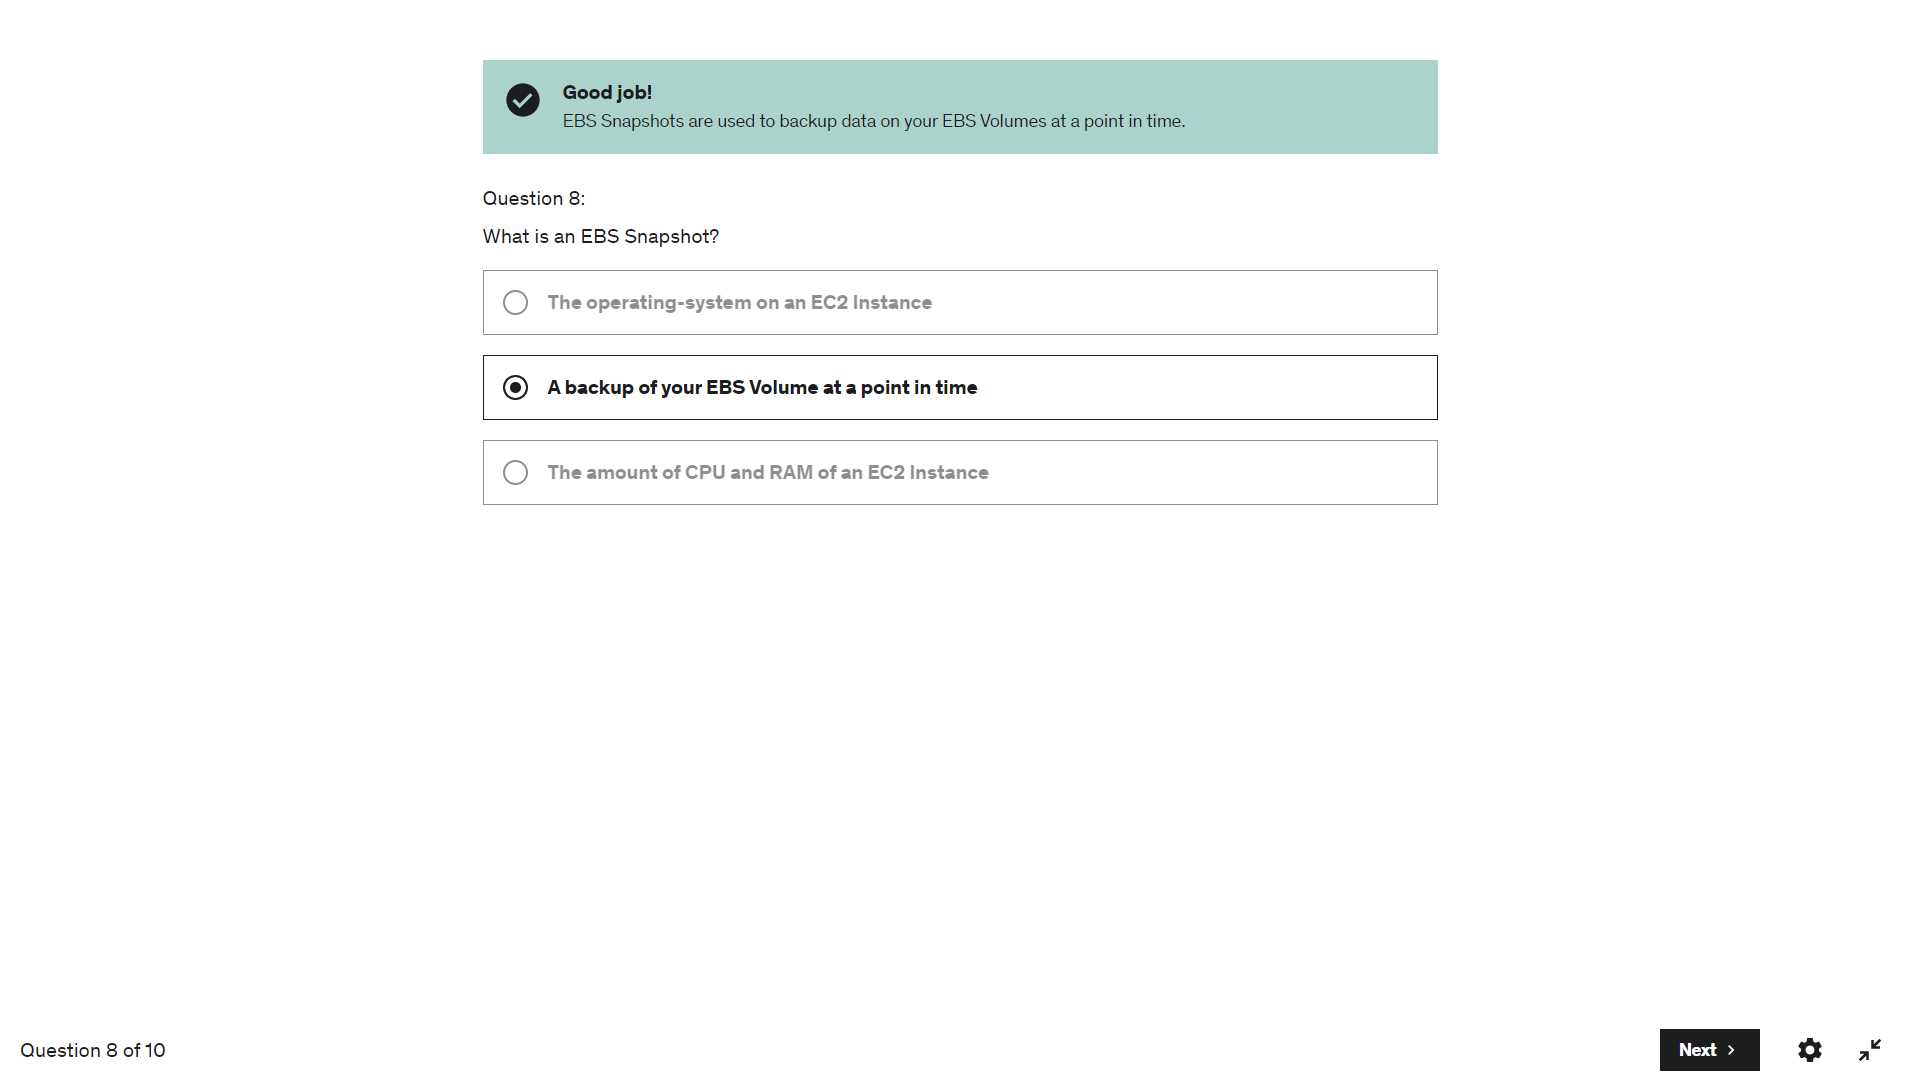 Good job!
EBS Snapshots are used to backup data on your EBS Volumes at a point in time.
Question 8:
What is an EBS Snapshot?
The operating-system on an EC2 Instance
A backup of your EBS Volume at a point in time
The amount of CPU and RAM of an EC2 Instance
Question 8 of 10
Next